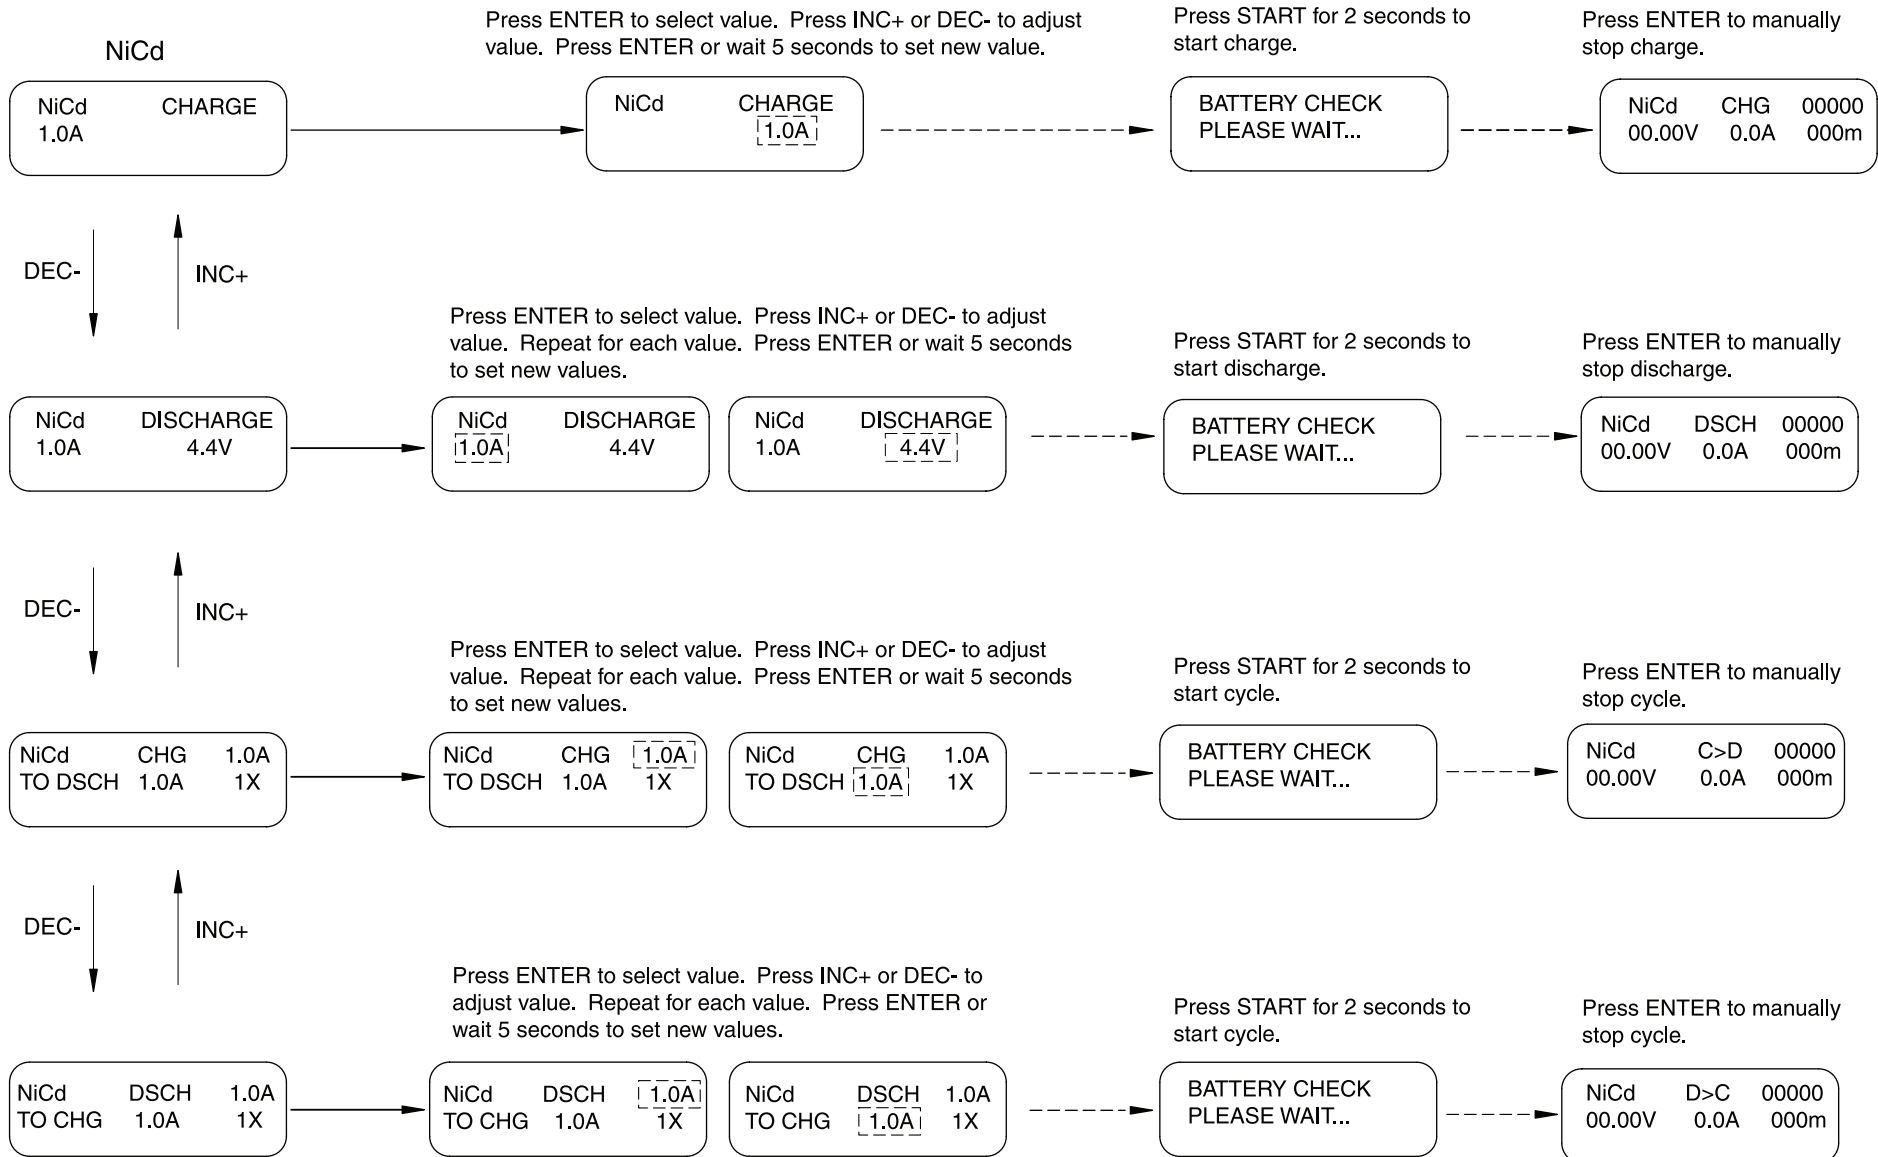 NiCd
Press ENTER to select value.  Press INC+ or DEC- to adjust
value.  Press ENTER or wait 5 seconds to set new value.
Press START for 2 seconds to
start charge.
Press ENTER to manually
stop charge.
NiCd CHARGE
1.0A
NiCd CHARGE
1.0A
BATTERY CHECK
PLEASE WAIT...
NiCd CHG 00000
00.00V 0.0A 000m
DEC- INC+
Press ENTER to select value.  Press INC+ or DEC- to adjust
value.  Repeat for each value.  Press ENTER or wait 5 seconds
to set new values.
Press START for 2 seconds to
start discharge.
Press ENTER to manually
stop discharge.
NiCd DISCHARGE
1.0A 4.4V
NiCd DISCHARGE
1.0A 4.4V
NiCd DISCHARGE
1.0A 4.4V
BATTERY CHECK
PLEASE WAIT...
NiCd DSCH 00000
00.00V 0.0A 000m
DEC- INC+
Press ENTER to select value.  Press INC+ or DEC- to adjust
value.  Repeat for each value.  Press ENTER or wait 5 seconds
to set new values.
Press START for 2 seconds to
start cycle.
Press ENTER to manually
stop cycle.
NiCd CHG 1.0A
TO DSCH 1.0A 1X
NiCd CHG 1.0A
TO DSCH 1.0A 1X
NiCd CHG 1.0A
TO DSCH 1.0A 1X
BATTERY CHECK
PLEASE WAIT...
NiCd C>D 00000
00.00V 0.0A 000m
DEC- INC+
Press ENTER to select value.  Press INC+ or DEC- to
adjust value.  Repeat for each value.  Press ENTER or
wait 5 seconds to set new values.
Press START for 2 seconds to
start cycle.
Press ENTER to manually
stop cycle.
NiCd DSCH 1.0A
TO CHG 1.0A 1X
NiCd DSCH 1.0A
TO CHG 1.0A 1X
NiCd DSCH 1.0A
TO CHG 1.0A 1X
BATTERY CHECK
PLEASE WAIT...
NiCd D>C 00000
00.00V 0.0A 000m